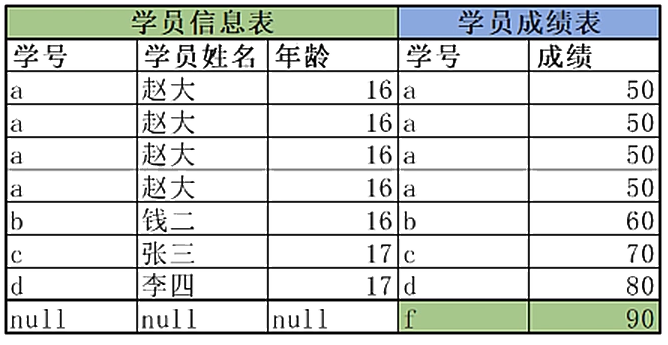 学员信息表 学员成绩表
学号 学员姓名 年龄 学号 成绩
a 赵大 16 a 50
a 赵大 16 a 50
a 赵大 16 a 50
a 赵大 16 a 50
b 钱二 16 b 60
c 张三 17 c 70
d 李四 17 d 80
null null null f 90